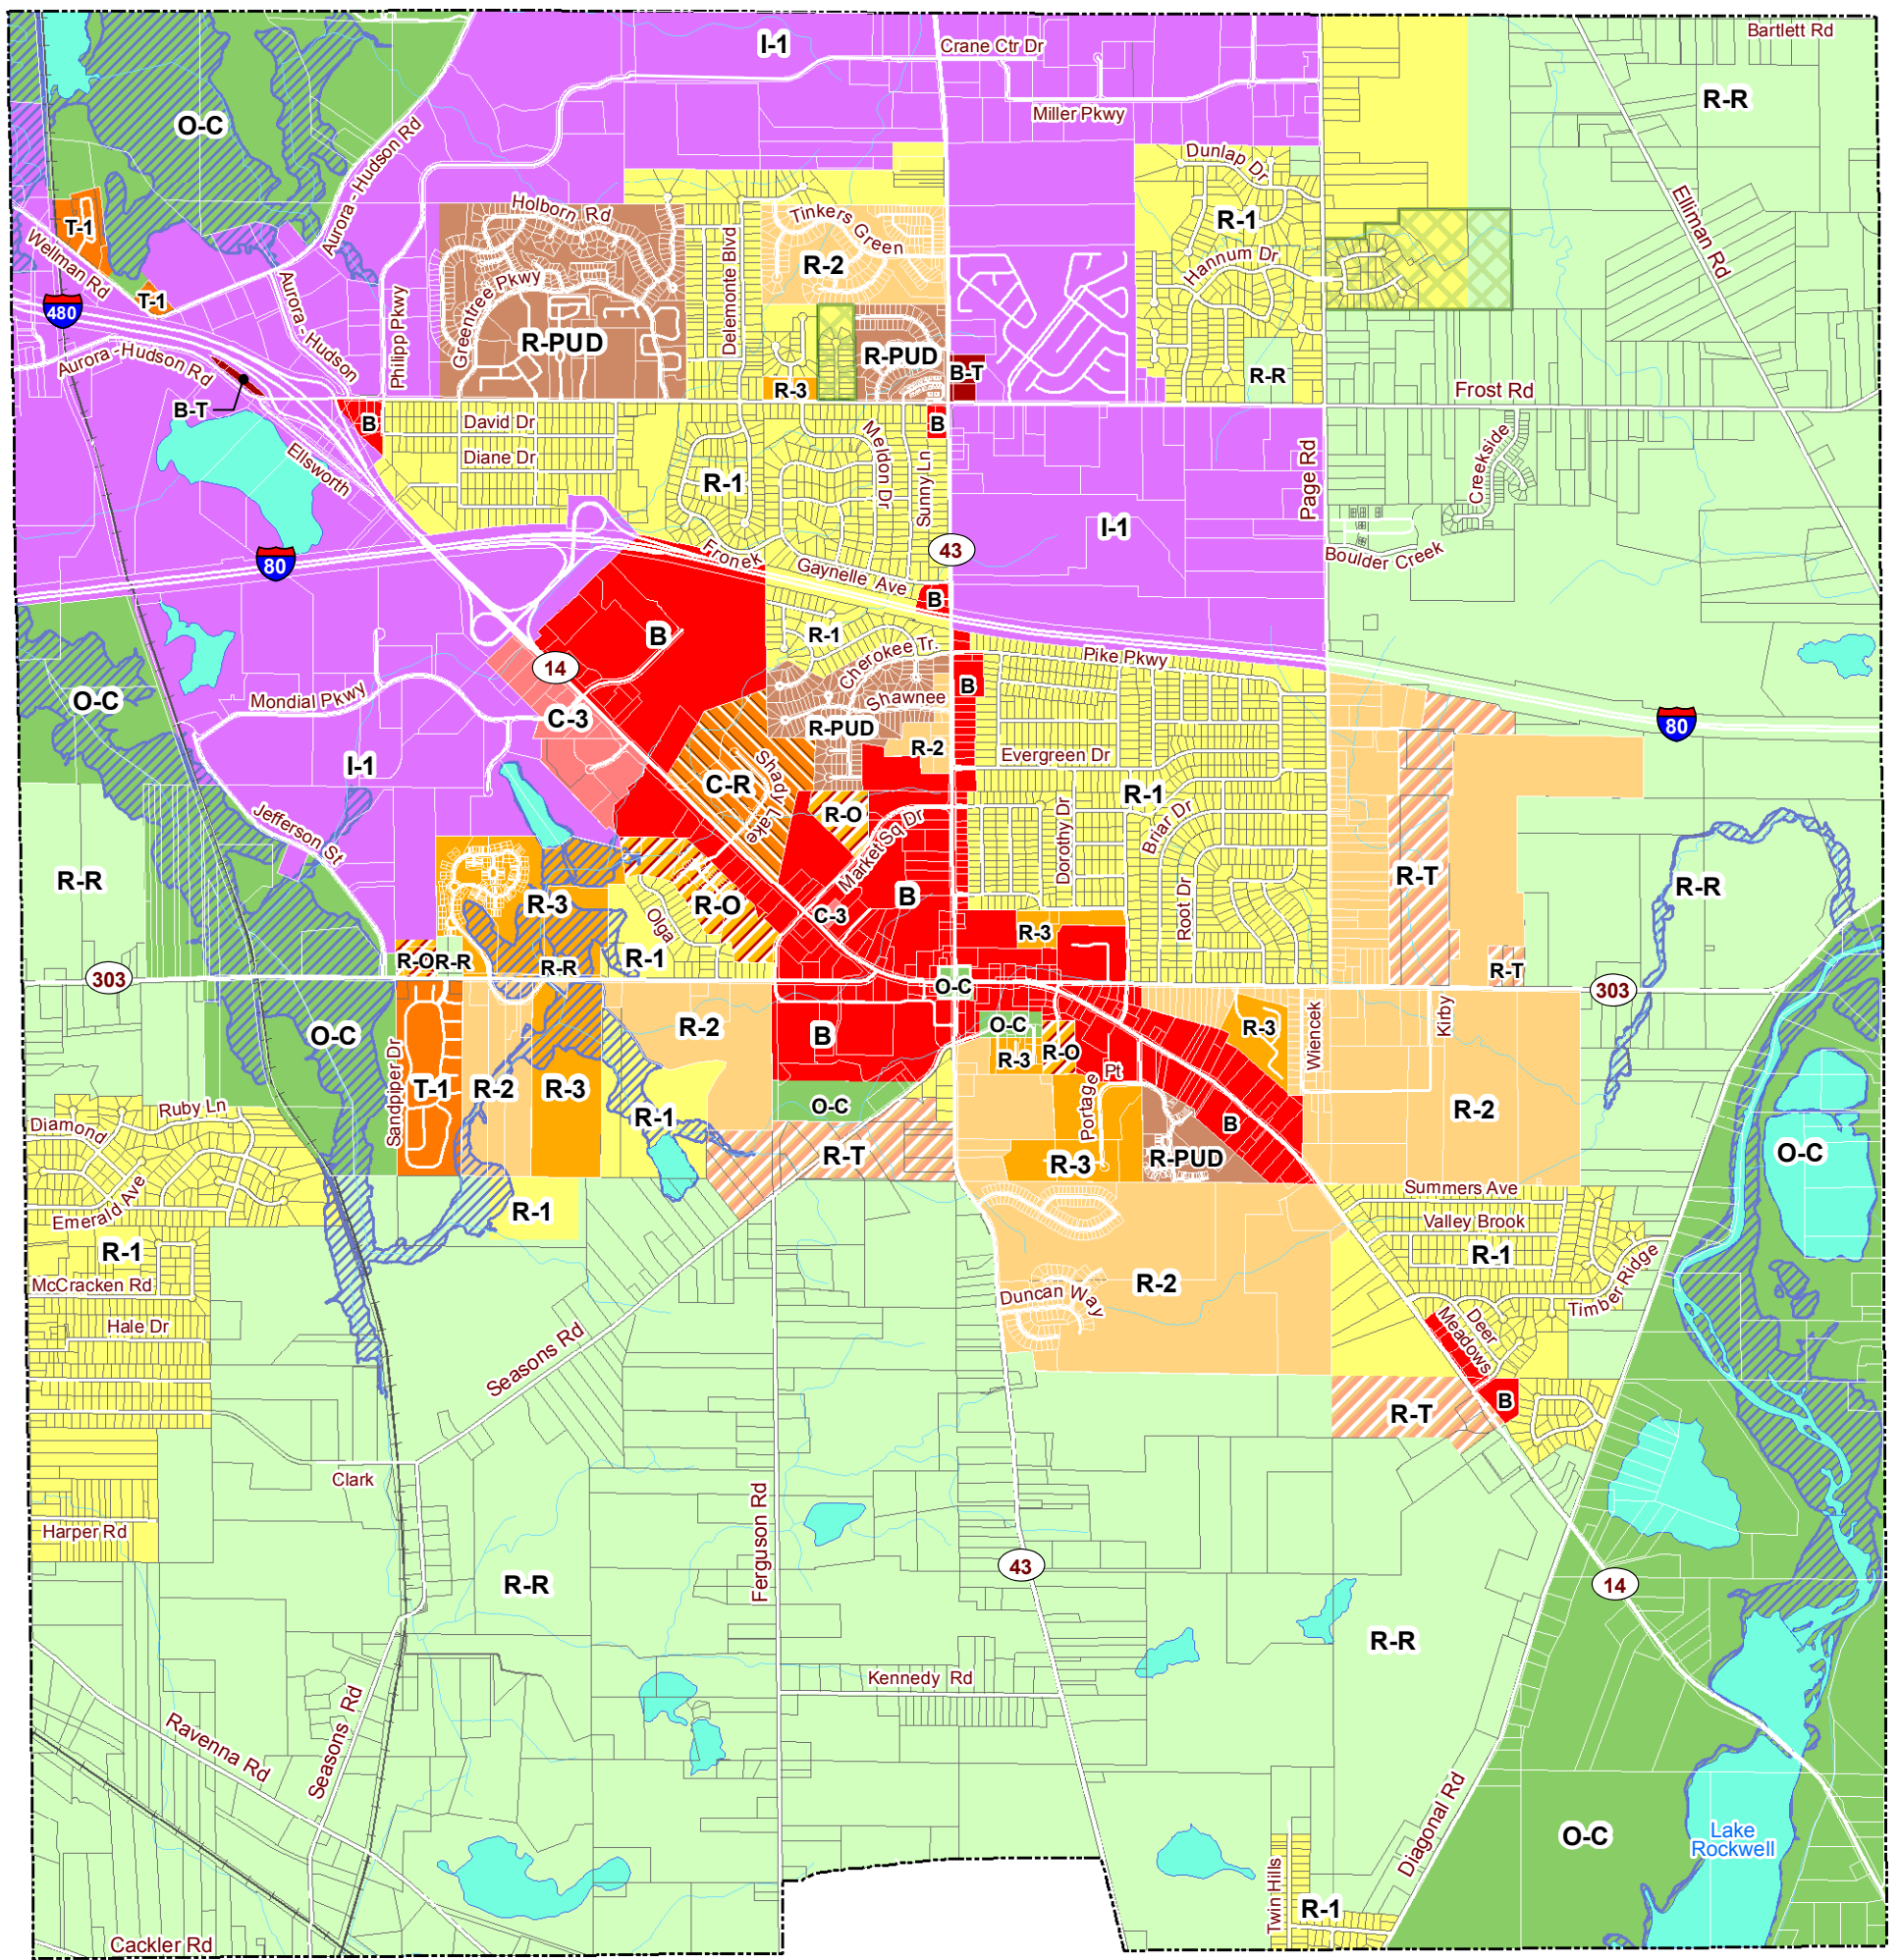 Bartlett Rd
I-1
Crane Ctr Dr
R-R
Miller Pkwy
O-C
Aurora - Hudson Rd
Dunlap Dr
Elliman Rd
T-1
Holborn Rd
Tinkers Green
R-1
Wellman Rd
Delemonte Blvd
R-2
Hannum Dr
T-1
Aurora - Hudson
480
Philipp Pkwy
Greentree Pkwy
R-PUD
R-PUD
Aurora - Hudson Rd
B-T
R-R
R-3
Frost Rd
B-T
B
David Dr
B
Meldon Dr
Sunny Ln
Diane Dr
Ellsworth
R-1
Page Rd
Creekside
I-1
43
Fronek
Boulder Creek
80
Gaynelle Ave
B
R-1
B
Cherokee Tr.
Pike Pkwy
14
B
O-C
Mondial Pkwy
Shawnee
C-3
R-PUD
80
R-2
Evergreen Dr
I-1
Shady Lake
C-R
R-1
R-O
Market Sq Dr
Dorothy Dr
Briar Dr
Jefferson St
R-T
R-R
R-R
R-3
R-O
B
C-3
Olga
Root Dr
R-3
R-O
R-R
R-R
R-1
R-T
303
O-C
303
O-C
R-2
B
O-C
R-3
Wiencek
Kirby
R-3
R-O
Sandpiper Dr
T-1
R-2
R-3
Portage Pt
O-C
R-2
Ruby Ln
R-1
B
Diamond
O-C
R-T
R-3
R-PUD
Summers Ave
Emerald Ave
R-1
Valley Brook
R-1
R-1
McCracken Rd
R-2
Timber Ridge
Duncan Way
Hale Dr
Deer Meadows
Seasons Rd
B
R-T
Clark
Harper Rd
Ferguson Rd
43
R-R
14
R-R
Kennedy Rd
Seasons Rd
Ravenna Rd
Diagonal Rd
O-C
Lake
Rockwell
Twin Hills
R-1
Cackler Rd